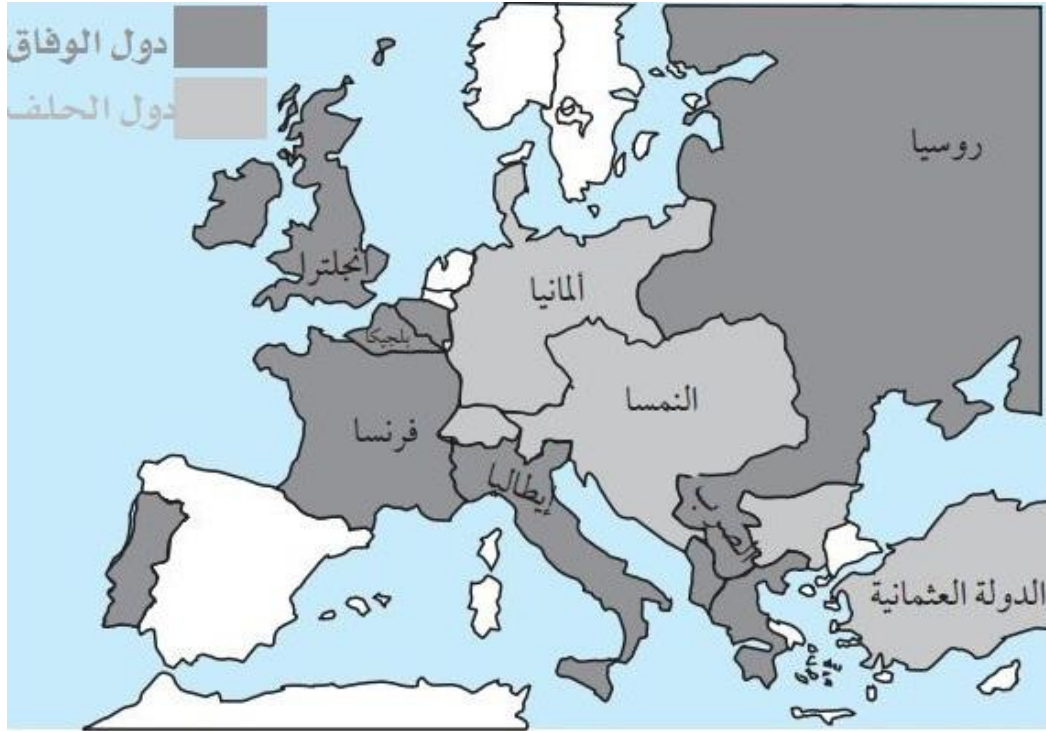 دول الوفاق
دول الحلف
روسيا
انجلترا
ألمانيا
بلجيكا
النمسا
فرنسا
إيطاليا
الدولة العثمانية